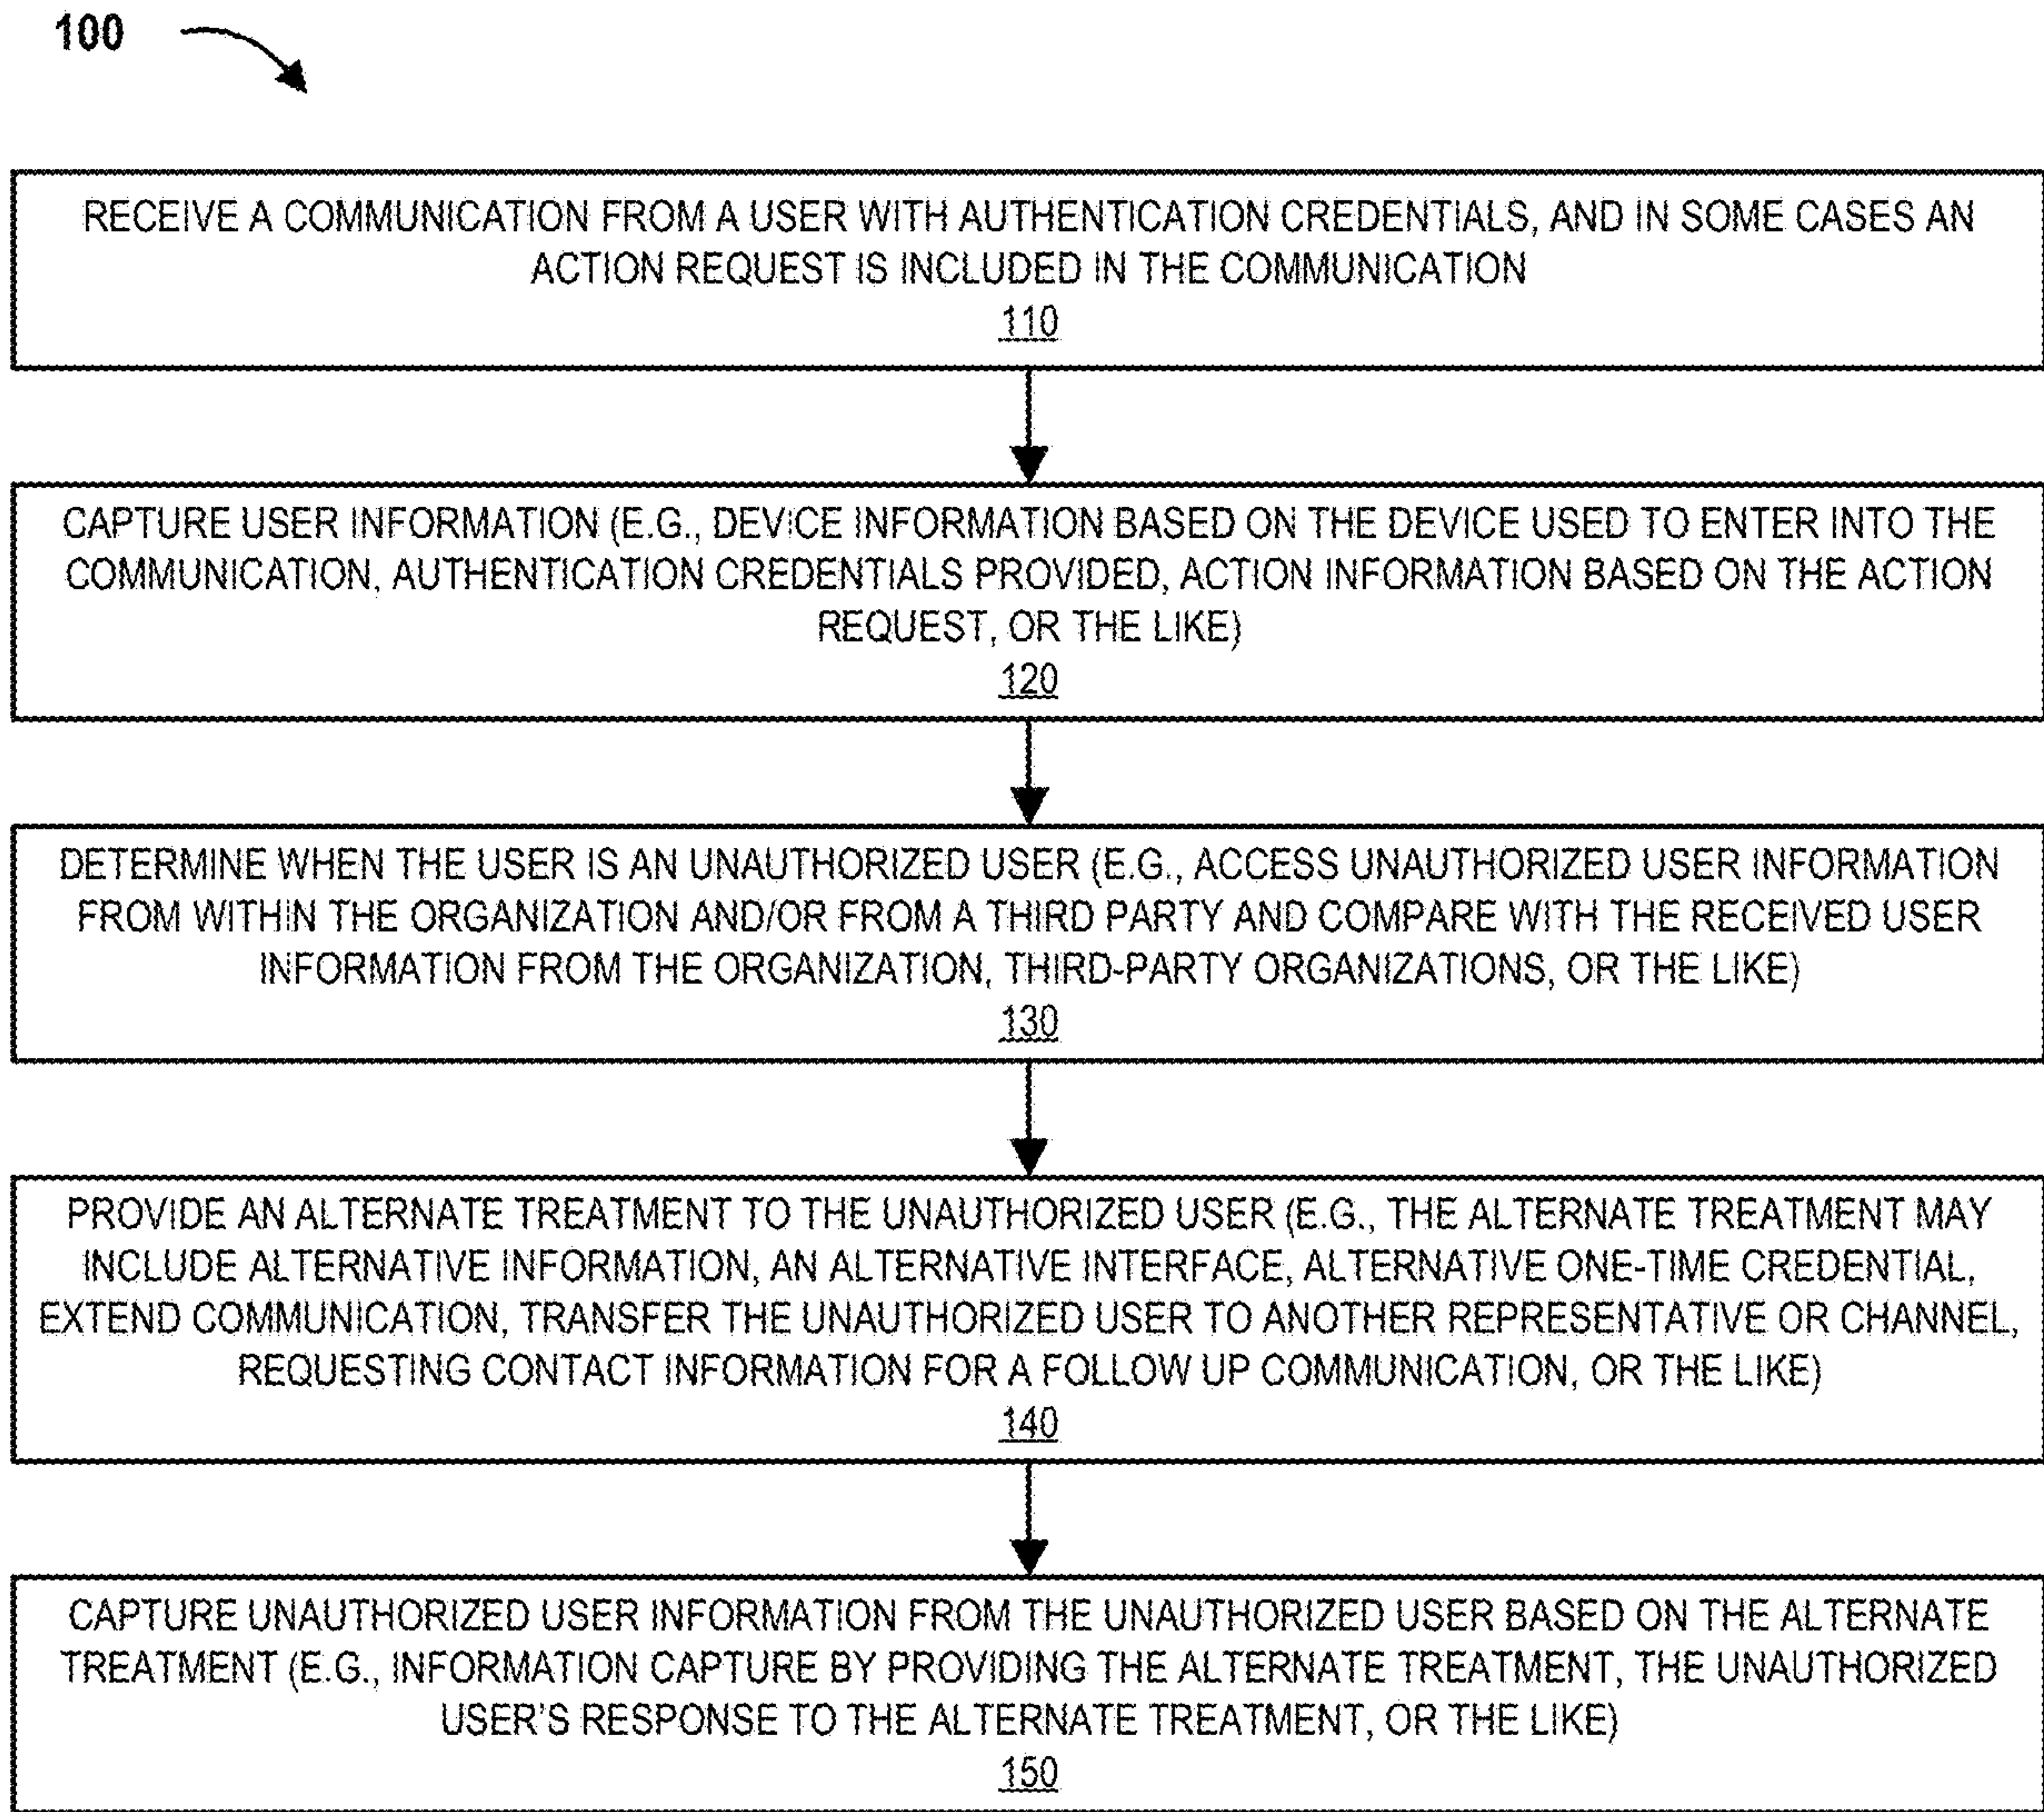 100
RECEIVE A COMMUNICATION FROM A USER WITH AUTHENTICATION CREDENTIALS, AND IN SOME CASES AN
ACTION REQUEST IS INCLUDED IN THE COMMUNICATION
110
CAPTURE USER INFORMATION (E.G., DEVICE INFORMATION BASED ON THE DEVICE USED TO ENTER INTO THE
COMMUNICATION, AUTHENTICATION CREDENTIALS PROVIDED, ACTION INFORMATION BASED ON THE ACTION
REQUEST, OR THE LIKE)
120
DETERMINE WHEN THE USER IS AN UNAUTHORIZED USER (E.G., ACCESS UNAUTHORIZED USER INFORMATION
FROM WITHIN THE ORGANIZATION AND/OR FROM A THIRD PARTY AND COMPARE WITH THE RECEIVED USER
INFORMATION FROM THE ORGANIZATION, THIRD-PARTY ORGANIZATIONS, OR THE LIKE)
130
PROVIDE AN ALTERNATE TREATMENT TO THE UNAUTHORIZED USER (E.G., THE ALTERNATE TREATMENT MAY
INCLUDE ALTERNATIVE INFORMATION, AN ALTERNATIVE INTERFACE, ALTERNATIVE ONE-TIME CREDENTIAL,
EXTEND COMMUNICATION, TRANSFER THE UNAUTHORIZED USER TO ANOTHER REPRESENTATIVE OR CHANNEL,
REQUESTING CONTACT INFORMATION FOR A FOLLOW UP COMMUNICATION, OR THE LIKE)
140
CAPTURE UNAUTHORIZED USER INFORMATION FROM THE UNAUTHORIZED USER BASED ON THE ALTERNATE
TREATMENT (E.G., INFORMATION CAPTURE BY PROVIDING THE ALTERNATE TREATMENT, THE UNAUTHORIZED
USER'S RESPONSE TO THE ALTERNATE TREATMENT, OR THE LIKE)
150